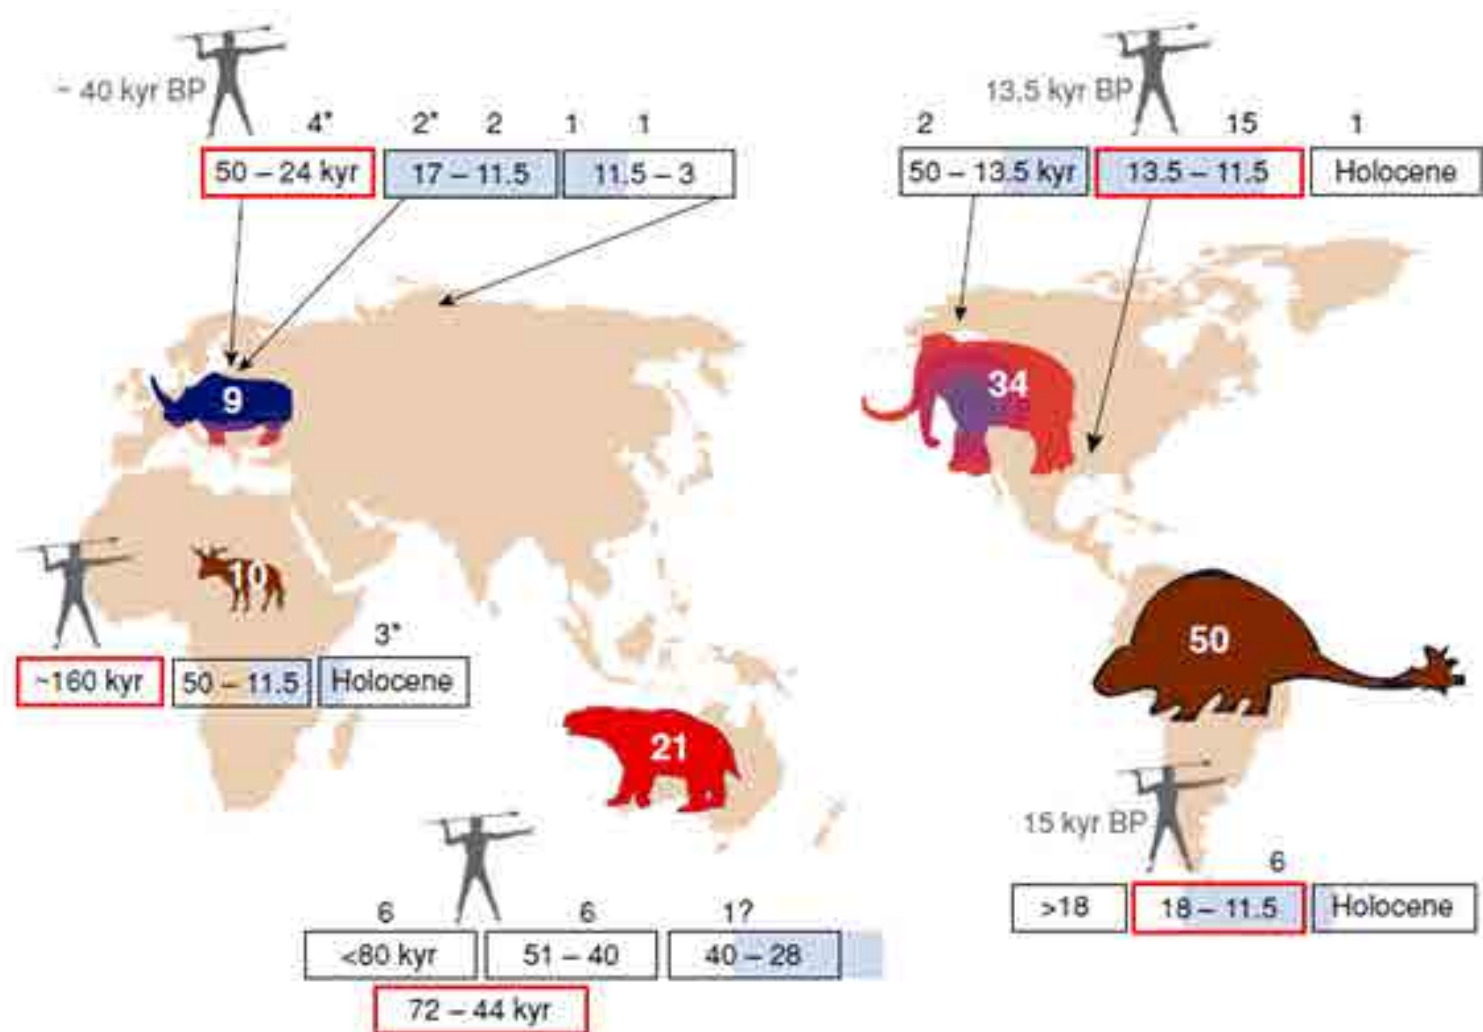 ~ 40 kyr BP
4* 2* 2 1 1
50 – 24 kyr 17 – 11.5 11.5 – 3
13.5 kyr BP
2 15 1
50 – 13.5 kyr 13.5 – 11.5 Holocene
9
34
10
3*
~160 kyr 50 – 11.5 Holocene
50
21
15 kyr BP
6
>18 18 – 11.5 Holocene
6 6 1?
<80 kyr 51 – 40 40 – 28
72 – 44 kyr